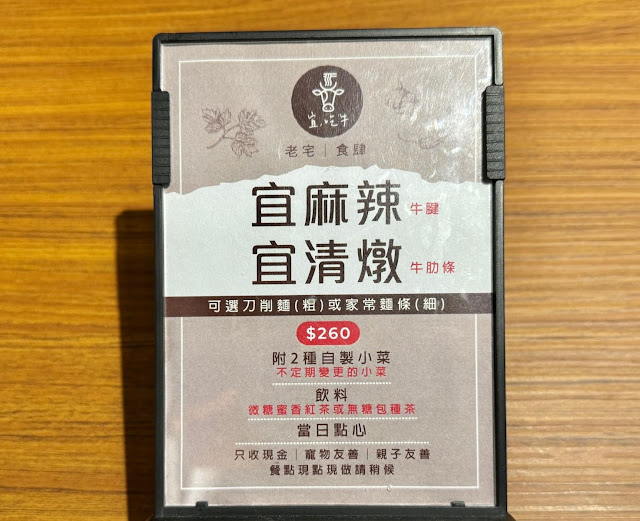 宜吃牛
老宅｜食肆
宜麻辣 牛腱
宜清燉 牛肋條
可選刀削麵(粗)或家常麵條(細)
$260
附2種自製小菜
不定期變更的小菜
飲料
微糖蜜香紅茶或無糖包種茶
當日點心
只收現金｜寵物友善｜親子友善
餐點現點現做請稍候